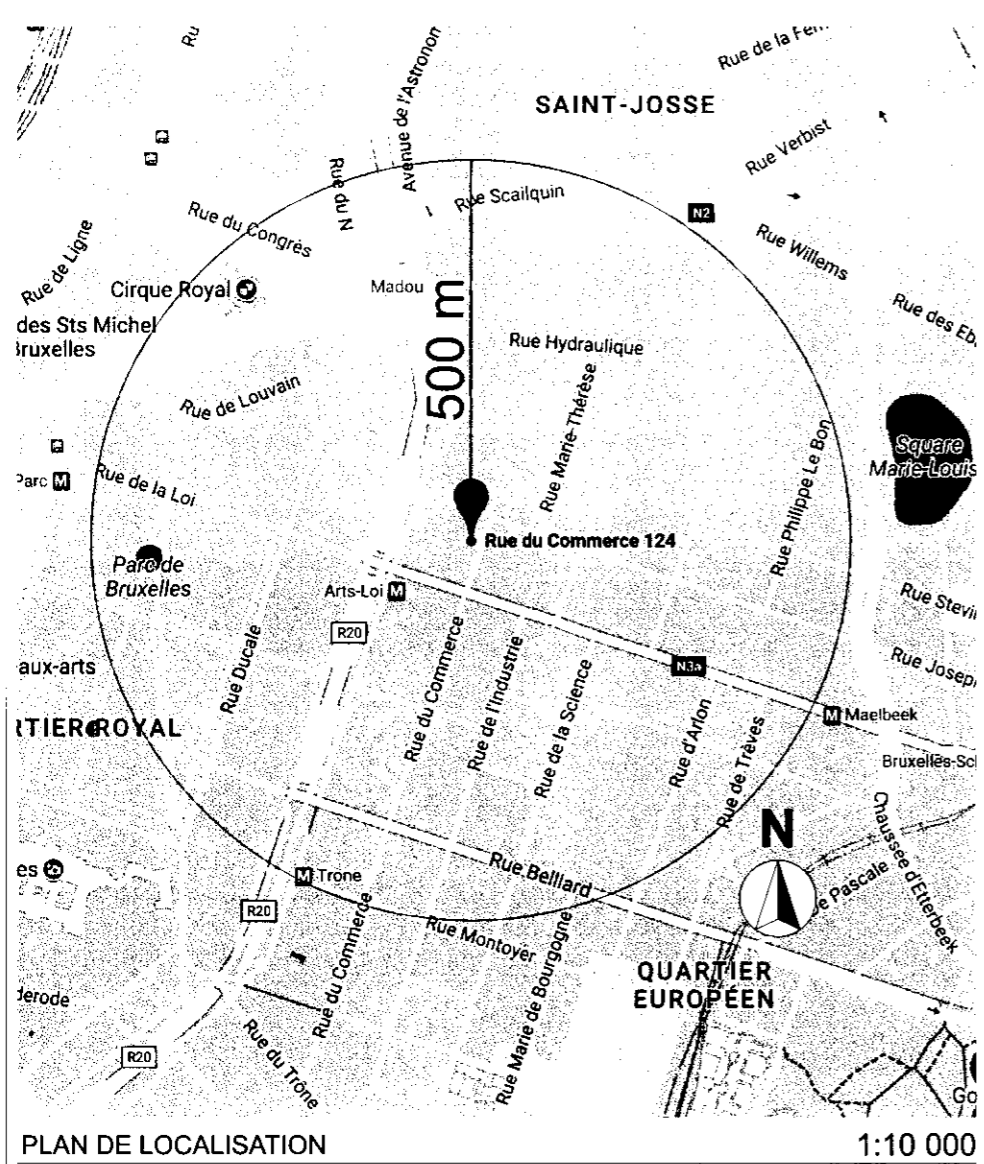 Ru
Avenue de l'Astronon
Rue de la Fen
SAINT-JOSSE
Rue Verbist
Rue du N
Rue Scailquin
N2
Rue de Ligne
Rue du Congrès
Rue Willems
Cirque Royal
Madou
500 m
des Sts Michel
Bruxelles
Rue des Eb
Rue Hydraulique
Rue de Louvain
Rue Marie-Thérèse
Rue Philippe Le Bon
Square
Marie-Louis
Parc M
Rue de la Loi
Rue du Commerce 124
Parc de
Bruxelles
Arts-Loi M
Rue Stevi
R20
Rue Ducale
Rue du Commerce
Rue de l'Industrie
Rue de la Science
N3a
Rue Josep
aux-arts
RTIER ROYAL
Rue d'Arlon
Rue de Trèves
M Maelbeek
Bruxelles-Sc
N
Chaussée d'Etterbeek
es
M Trone
Rue Belliard
e Pascale
R20
Rue du Commerce
Rue Montoyer
Rue Marie de Bourgogne
QUARTIER
EUROPÉEN
derode
Rue du Trône
R20
Go
PLAN DE LOCALISATION
1:10 000